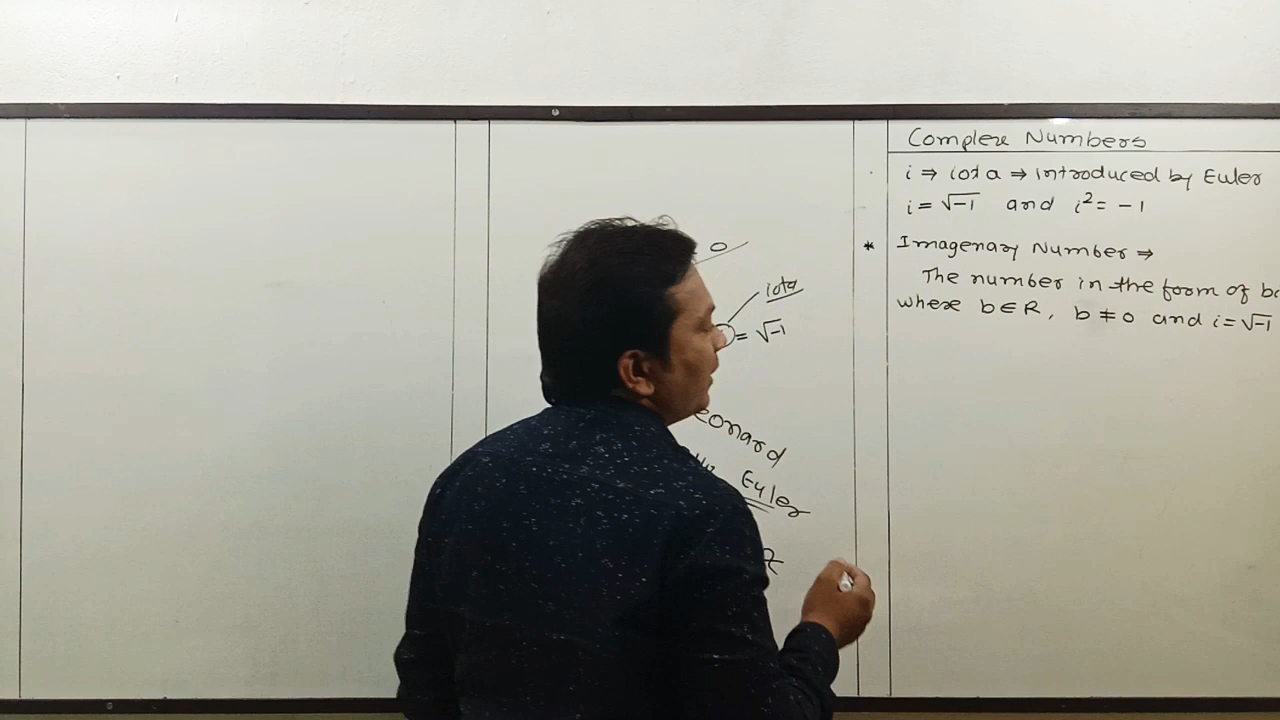 o
iota
= √-1
eonard
Euler
Complex Numbers
i ⇒ iota ⇒ introduced by Euler
i = √-1 and i² = -1
* Imagenary Number ⇒
The number in the form of
where b∈R, b ≠ 0 and i = √-1